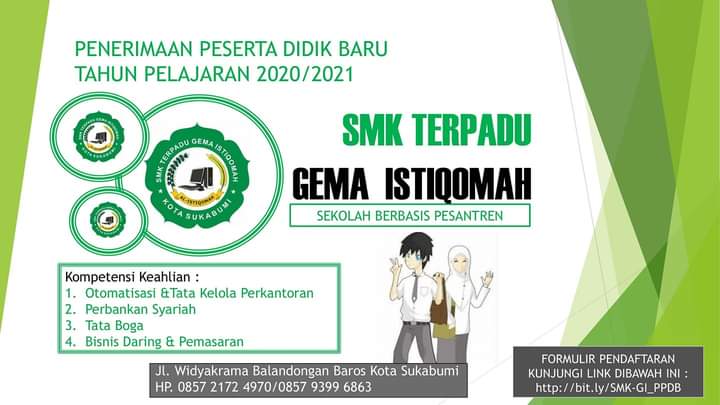 PENERIMAAN PESERTA DIDIK BARU
TAHUN PELAJARAN 2020/2021
SMK TERPADU GEMA ISTIQOMAH
AL-ISTIQOMAH
KOTA SUKABUMI
SMK TERPADU
GEMA ISTIQOMAH
SEKOLAH BERBASIS PESANTREN
Kompetensi Keahlian :
1. Otomatisasi &Tata Kelola Perkantoran
2. Perbankan Syariah
3. Tata Boga
4. Bisnis Daring & Pemasaran
Jl. Widyakrama Balandongan Baros Kota Sukabumi
HP. 0857 2172 4970/0857 9399 6863
FORMULIR PENDAFTARAN
KUNJUNGI LINK DIBAWAH INI :
http://bit.ly/SMK-GI_PPDB